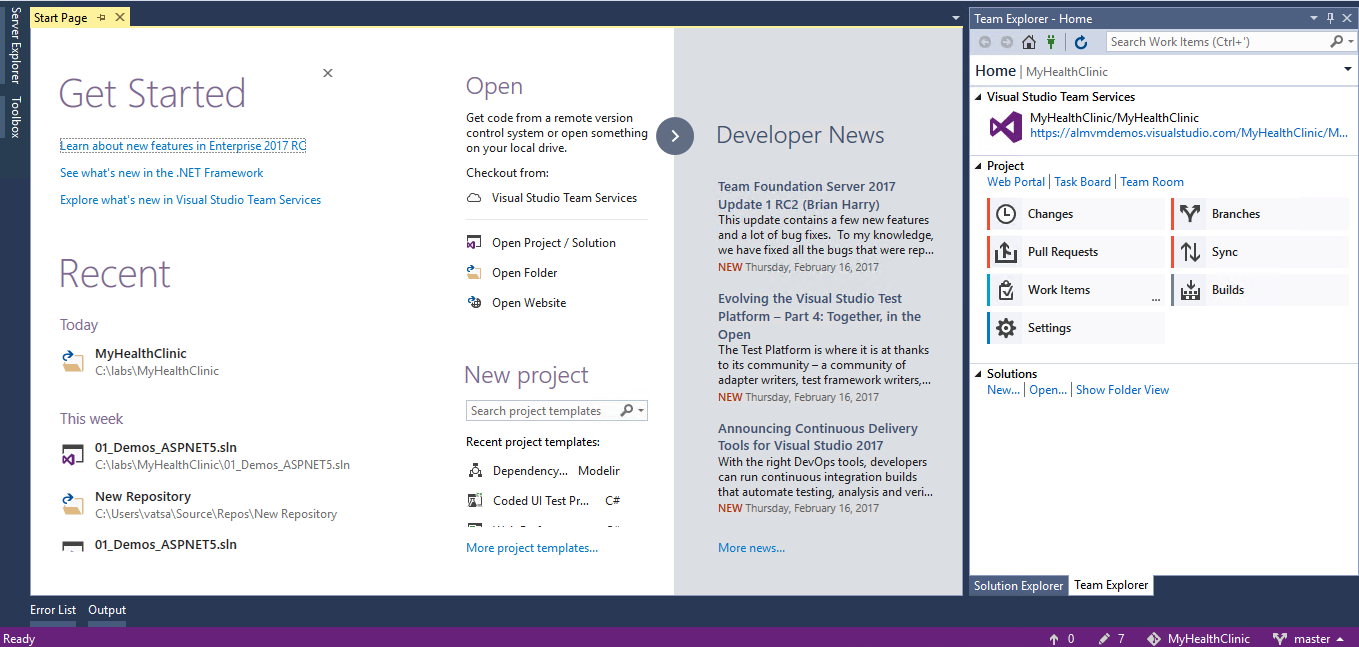 Server Explorer
Toolbox
Start Page
Get Started
Learn about new features in Enterprise 2017 RC
See what's new in the .NET Framework
Explore what's new in Visual Studio Team Services
Recent
Today
MyHealthClinic
C:\labs\MyHealthClinic
This week
01_Demos_ASPNET5.sln
C:\labs\MyHealthClinic\01_Demos_ASPNET5.sln
New Repository
C:\Users\vatsa\Source\Repos\New Repository
01_Demos_ASPNET5.sln
Open
Get code from a remote version
control system or open something
on your local drive.
Checkout from:
Visual Studio Team Services
Open Project / Solution
Open Folder
Open Website
New project
Search project templates
Recent project templates:
Dependency... Modelir
Coded UI Test Pr... C#
More project templates...
Developer News
Team Foundation Server 2017
Update 1 RC2 (Brian Harry)
This update contains a few new features
and a lot of bug fixes. To my knowledge,
we have fixed all the bugs that were rep...
NEW Thursday, February 16, 2017
Evolving the Visual Studio Test
Platform – Part 4: Together, in the
Open
The Test Platform is where it is at thanks
to its community – a community of
adapter writers, test framework writers,...
NEW Thursday, February 16, 2017
Announcing Continuous Delivery
Tools for Visual Studio 2017
With the right DevOps tools, developers
can run continuous integration builds
that automate testing, analysis and veri...
NEW Thursday, February 16, 2017
More news...
Team Explorer - Home
Search Work Items (Ctrl+')
Home | MyHealthClinic
Visual Studio Team Services
MyHealthClinic/MyHealthClinic
https://almvmdemos.visualstudio.com/MyHealthClinic/M...
Project
Web Portal | Task Board | Team Room
Changes
Branches
Pull Requests
Sync
Work Items
...
Builds
Settings
Solutions
New... | Open... | Show Folder View
Solution Explorer
Team Explorer
Error List
Output
Ready
0
7
MyHealthClinic
master